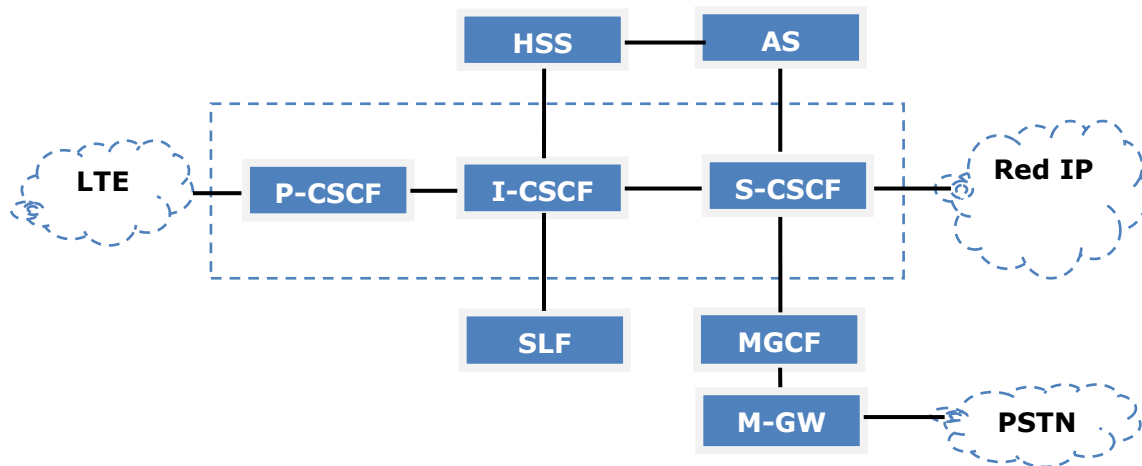 HSS
AS
LTE
P-CSCF
I-CSCF
S-CSCF
Red IP
SLF
MGCF
M-GW
PSTN